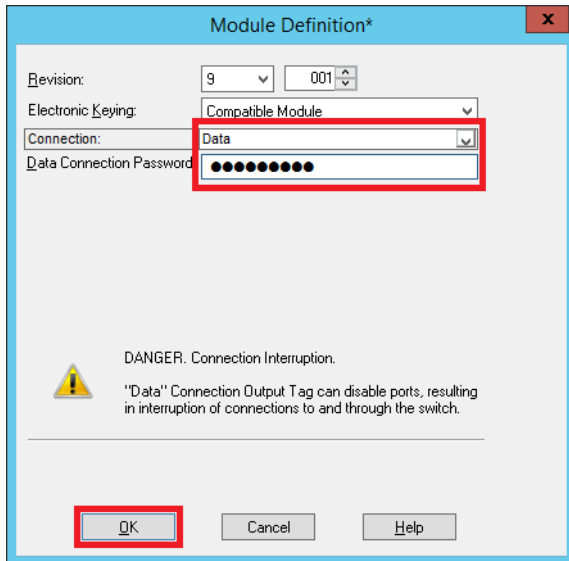 Module Definition*
x
Revision: 9 001
Electronic Keying: Compatible Module
Connection: Data
Data Connection Password ●●●●●●●●●
DANGER. Connection Interruption.
"Data" Connection Output Tag can disable ports, resulting
in interruption of connections to and through the switch.
OK Cancel Help